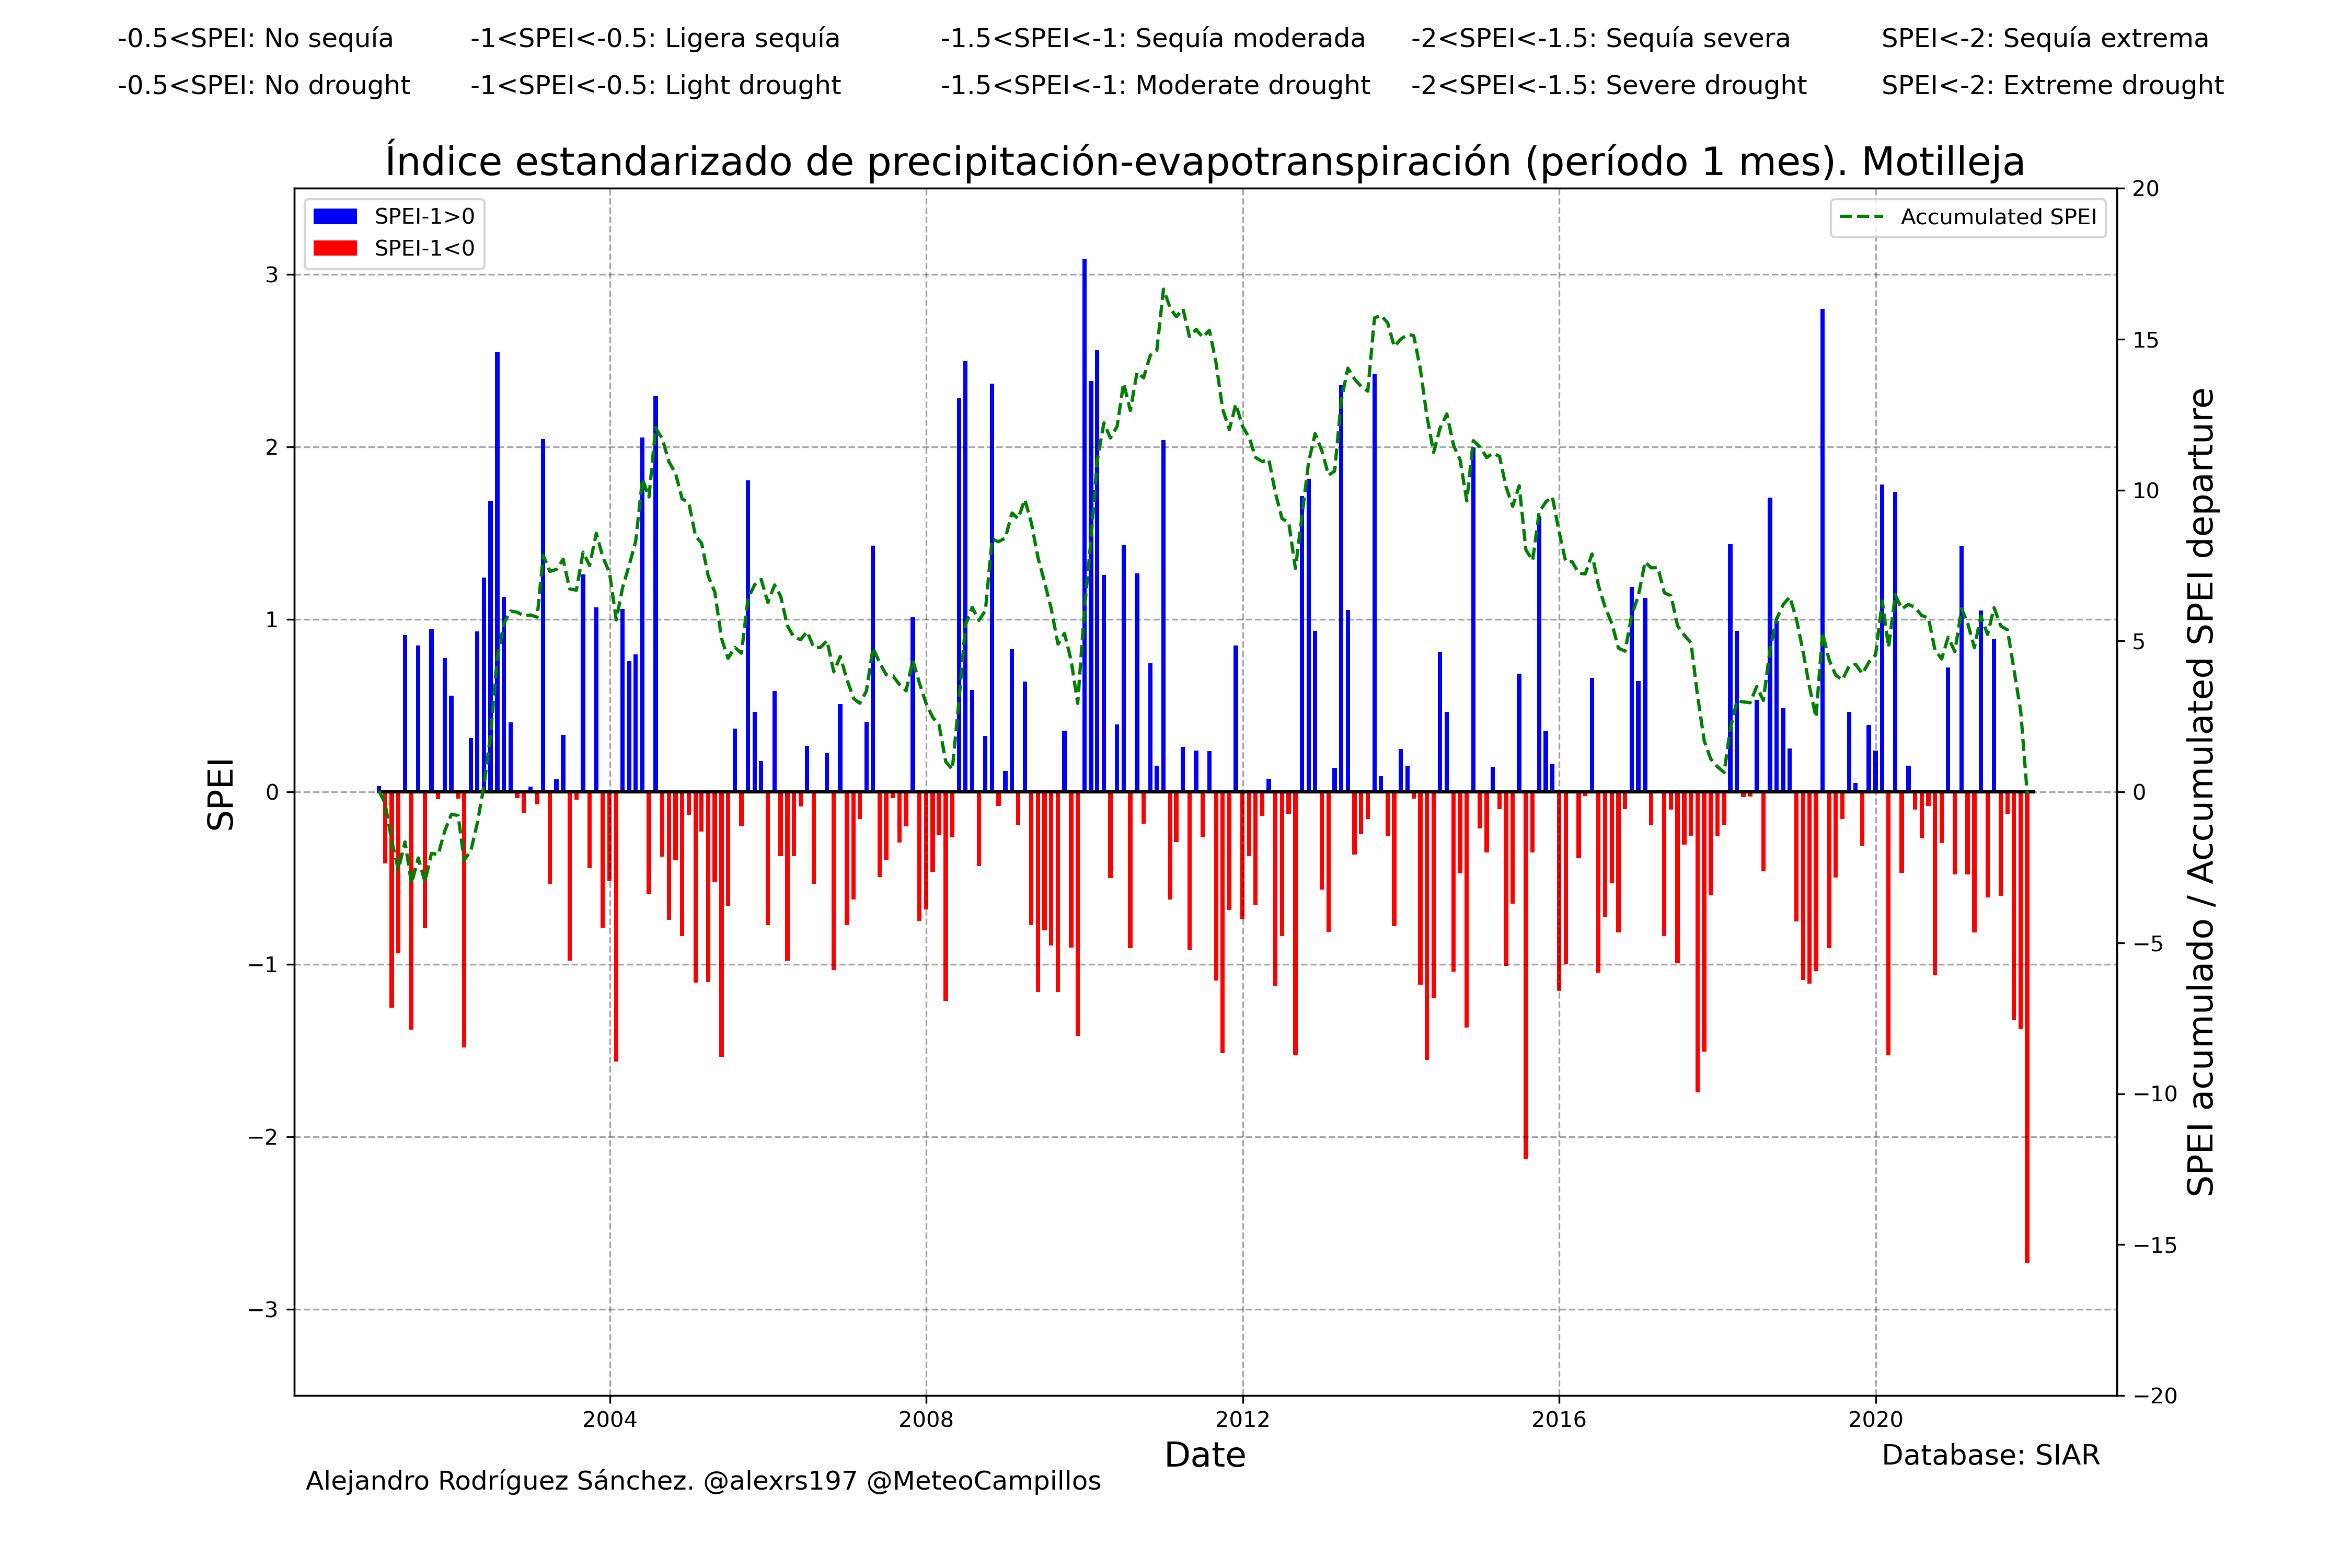 -0.5<SPEI: No sequía -1<SPEI<-0.5: Ligera sequía -1.5<SPEI<-1: Sequía moderada -2<SPEI<-1.5: Sequía severa SPEI<-2: Sequía extrema
-0.5<SPEI: No drought -1<SPEI<-0.5: Light drought -1.5<SPEI<-1: Moderate drought -2<SPEI<-1.5: Severe drought SPEI<-2: Extreme drought
Índice estandarizado de precipitación-evapotranspiración (período 1 mes). Motilleja
SPEI-1>0
SPEI-1<0
Accumulated SPEI
SPEI
3
2
1
0
−1
−2
−3
20
15
10
5
0
−5
−10
−15
−20
SPEI acumulado / Accumulated SPEI departure
2004 2008 2012 2016 2020
Date
Database: SIAR
Alejandro Rodríguez Sánchez. @alexrs197 @MeteoCampillos